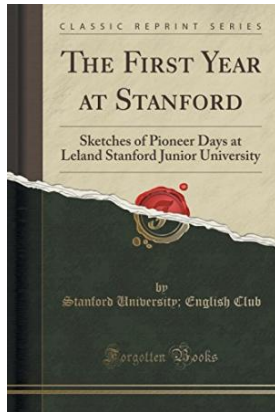 CLASSIC REPRINT SERIES
THE FIRST YEAR
AT STANFORD
Sketches of Pioneer Days at
Leland Stanford Junior University
by
Stanford University; English Club
Forgotten Books